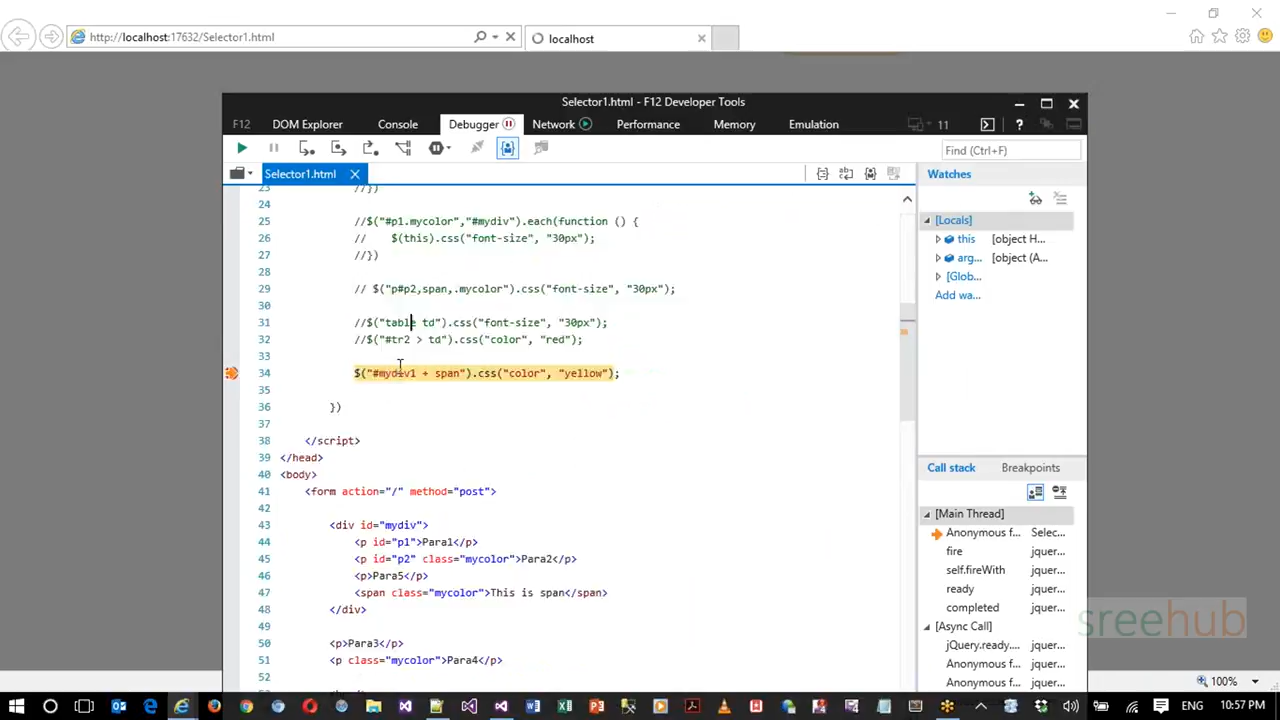 http://localhost:17632/Selector1.html
localhost
Selector1.html - F12 Developer Tools
F12 DOM Explorer Console Debugger Network Performance Memory Emulation 11 ?
Find (Ctrl+F)
Selector1.html
Watches
23 //})
24
25 //$("#p1.mycolor","#mydiv").each(function () {
26 //    $(this).css("font-size", "30px");
27 //})
28
29 // $("p#p2,span,.mycolor").css("font-size", "30px");
30
31 //$("table td").css("font-size", "30px");
32 //$("#tr2 > td").css("color", "red");
33
34 $("#mydiv1 + span").css("color", "yellow");
35
36 })
37
38 </script>
39 </head>
40 <body>
41 <form action="/" method="post">
42
43 <div id="mydiv">
44 <p id="p1">Para1</p>
45 <p id="p2" class="mycolor">Para2</p>
46 <p>Para5</p>
47 <span class="mycolor">This is span</span>
48 </div>
49
50 <p>Para3</p>
51 <p class="mycolor">Para4</p>
[Locals]
this [object H...
arg... [object (A...
[Glob...
Add wa...
Call stack Breakpoints
[Main Thread]
Anonymous f... Selec...
fire jquer...
self.fireWith jquer...
ready jquer...
completed jquer...
[Async Call]
jQuery.ready.... jquer...
Anonymous f... jquer...
Anonymous f... jquer...
sreehub
100%
ENG 10:57 PM